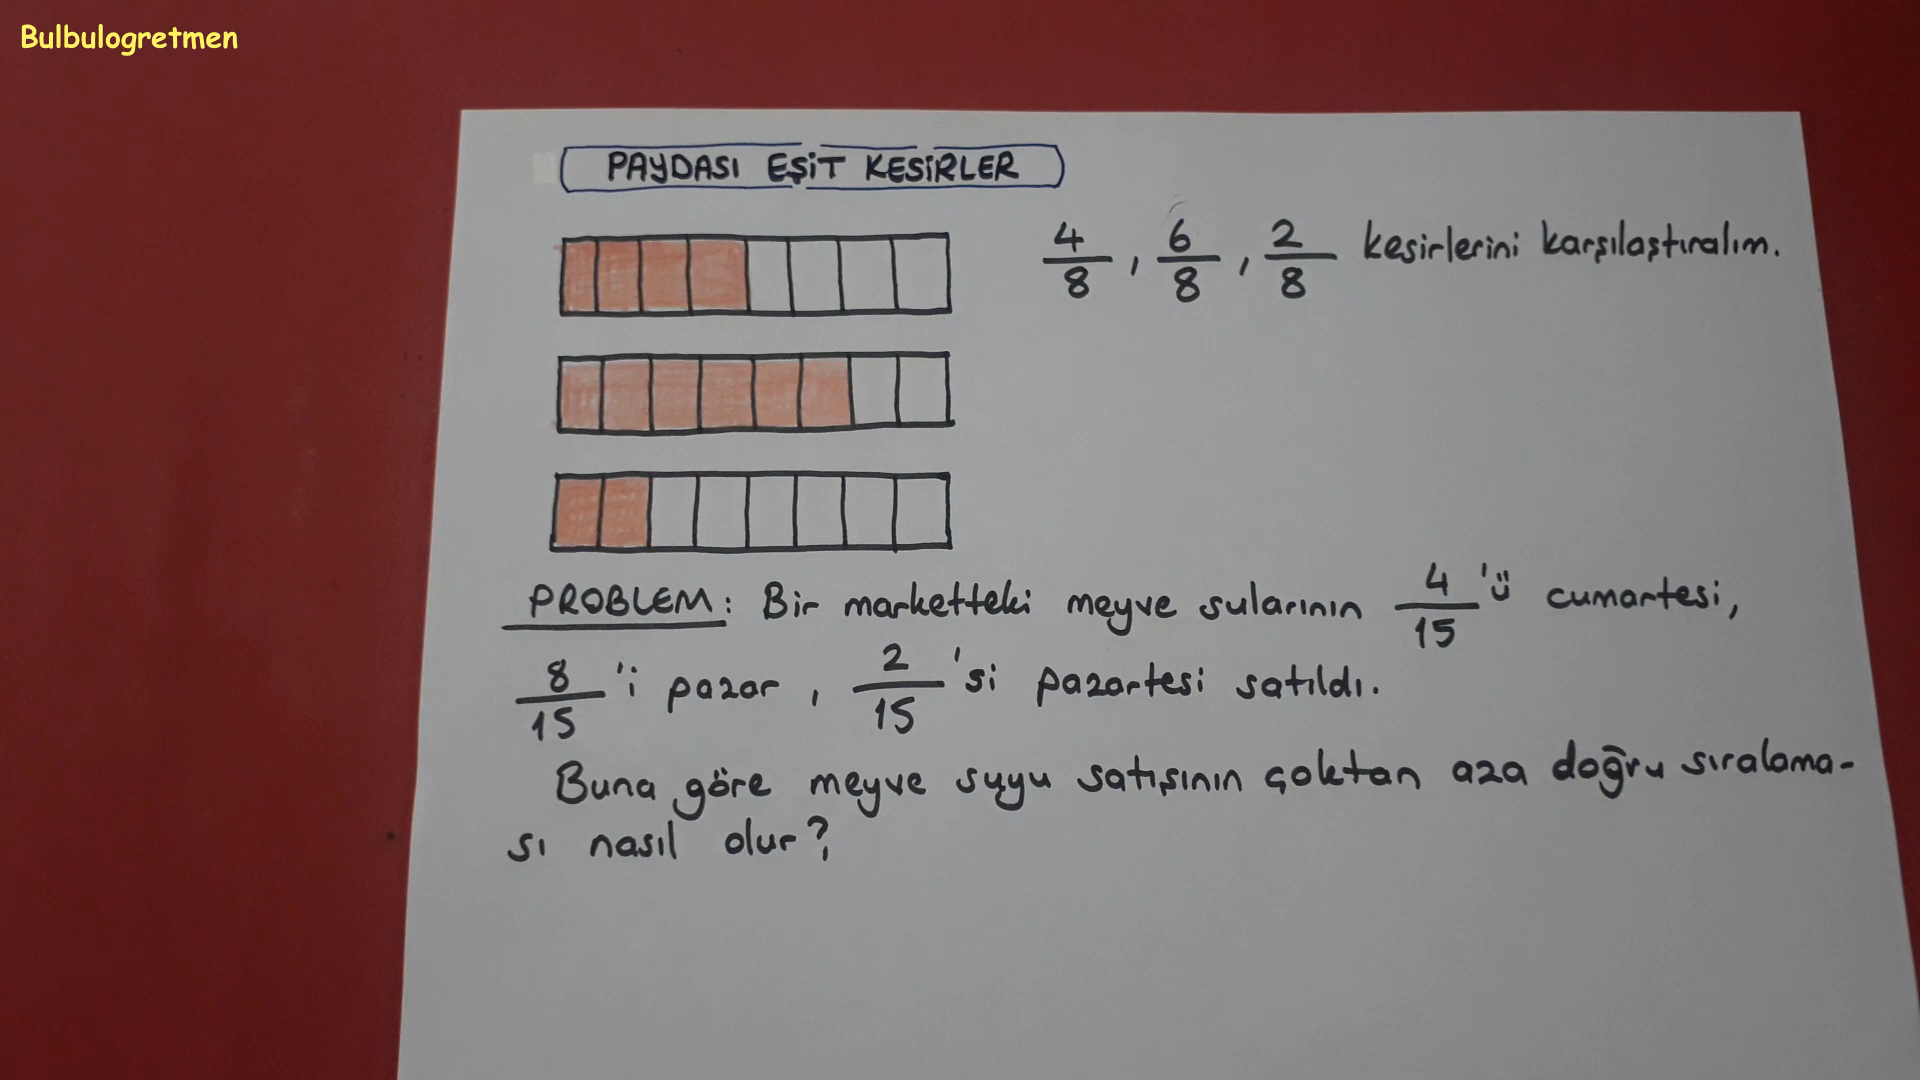 Bulbulogretmen
PAYDASI EŞİT KESİRLER
4/8, 6/8, 2/8 kesirlerini karşılaştıralım.
PROBLEM: Bir marketteki meyve sularının 4/15'ü cumartesi,
8/15'i pazar, 2/15'si pazartesi satıldı.
Buna göre meyve suyu satışının çoktan aza doğru sıralama-
sı nasıl olur?